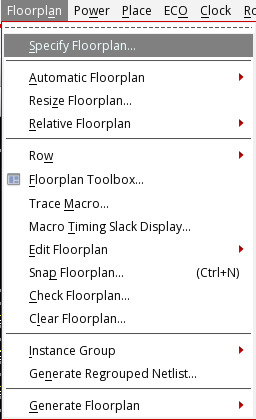 Floorplan Power Place ECO Clock Ro
Specify Floorplan...
Automatic Floorplan
Resize Floorplan...
Relative Floorplan
Row
Floorplan Toolbox...
Trace Macro...
Macro Timing Slack Display...
Edit Floorplan
Snap Floorplan... (Ctrl+N)
Check Floorplan...
Clear Floorplan...
Instance Group
Generate Regrouped Netlist...
Generate Floorplan